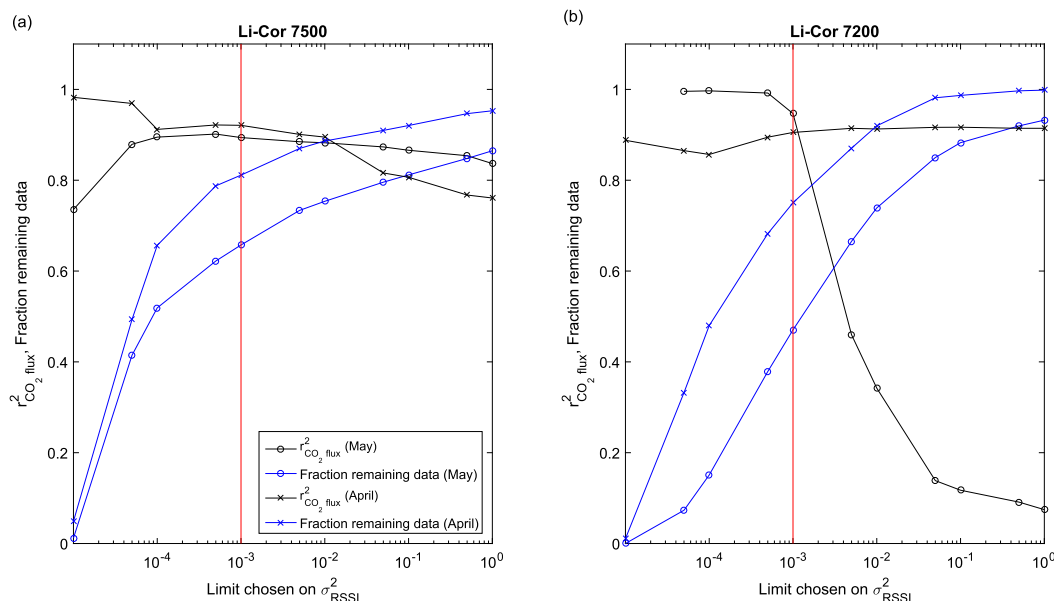 (a)
Li-Cor 7500
1
0.8
0.6
0.4
0.2
0
r²CO₂ flux, Fraction remaining data
r²CO₂ flux (May)
Fraction remaining data (May)
r²CO₂ flux (April)
Fraction remaining data (April)
10⁻⁴ 10⁻³ 10⁻² 10⁻¹ 10⁰
Limit chosen on σ²RSSI
(b)
Li-Cor 7200
1
0.8
0.6
0.4
0.2
0
r²CO₂ flux, Fraction remaining data
10⁻⁴ 10⁻³ 10⁻² 10⁻¹ 10⁰
Limit chosen on σ²RSSI